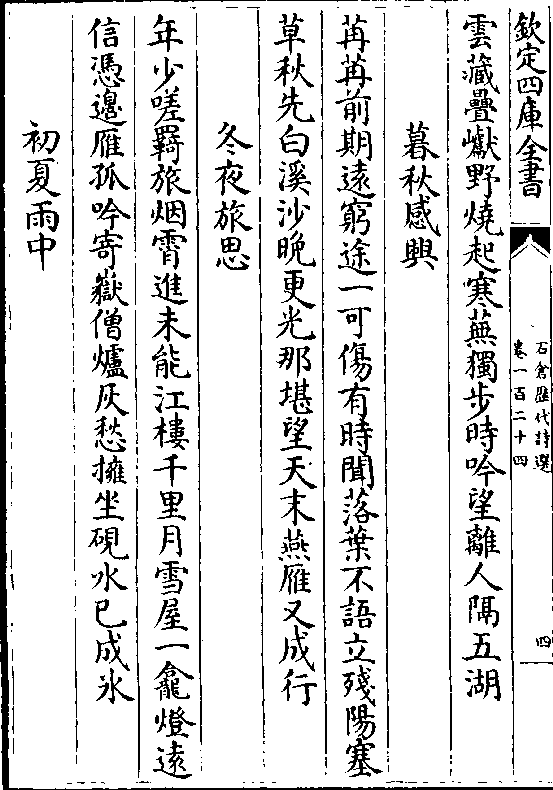 欽定四庫全書
石倉歷代詩選
卷一百二十四
四
雲藏疊巘野燒起寒蕪獨步時吟望離人隔五湖
暮秋感興
苒苒前期遠窮途一可傷有時聞落葉不語立殘陽塞
草秋先白溪沙晚更光那堪望天末燕雁又成行
冬夜旅思
年少嗟羇旅烟霄進未能江樓千里月雪屋一龕燈遠
信憑邊雁孤吟寄嶽僧爐灰愁擁坐硯水已成氷
初夏雨中